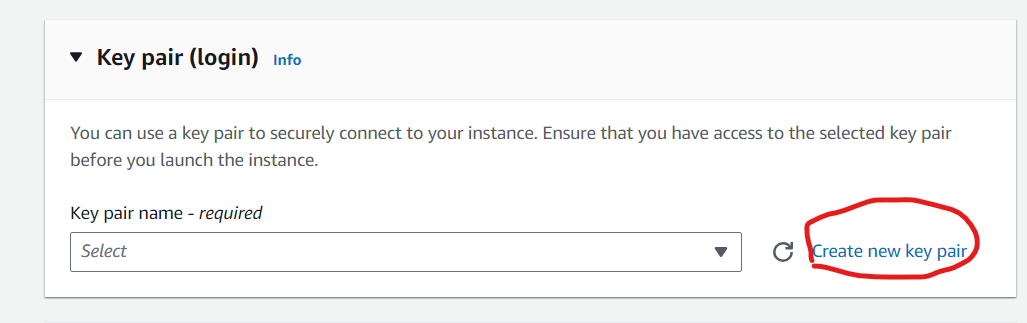 Key pair (login) Info
You can use a key pair to securely connect to your instance. Ensure that you have access to the selected key pair
before you launch the instance.
Key pair name - required
Select
Create new key pair